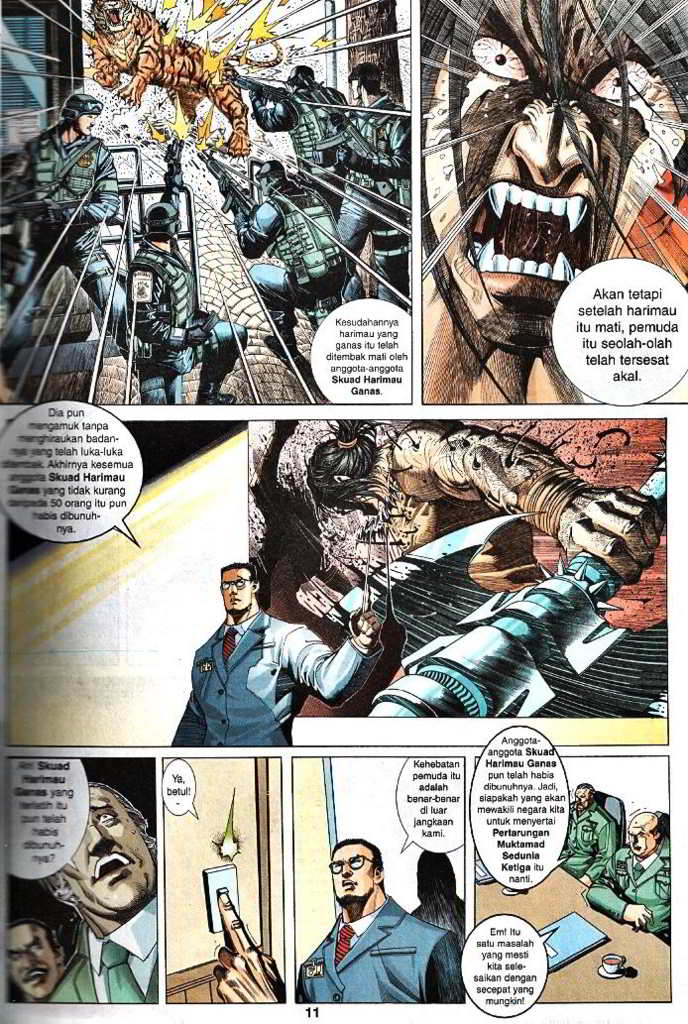 Kesudahannya
harimau yang
ganas itu telah
ditembak mati oleh
anggota-anggota
Skuad Harimau
Ganas.
Akan tetapi
setelah harimau
itu mati, pemuda
itu seolah-olah
telah tersesat
akal.
Dia pun
mengamuk tanpa
menghiraukan badan-
nya yang telah luka-luka
ditembak. Akhirnya kesemua
anggota Skuad Harimau
Ganas yang tidak kurang
daripada 50 orang itu pun
habis dibunuh-
nya.
Skuad
Harimau
Ganas yang
terlatih itu
pun telah
habis
dibunuh-
nya?
Ya,
betul!
Kehebatan
pemuda itu
adalah
benar-benar
di luar
jangkaan
kami.
Anggota-
anggota Skuad
Harimau Ganas
pun telah habis
dibunuhnya. Jadi,
siapakah yang akan
mewakili negara kita
untuk menyertai
Pertarungan
Muktamad
Sedunia
Ketiga itu
nanti.
Em! Itu
satu masalah
yang mesti
kita sele-
saikan dengan
secepat yang
mungkin!
11